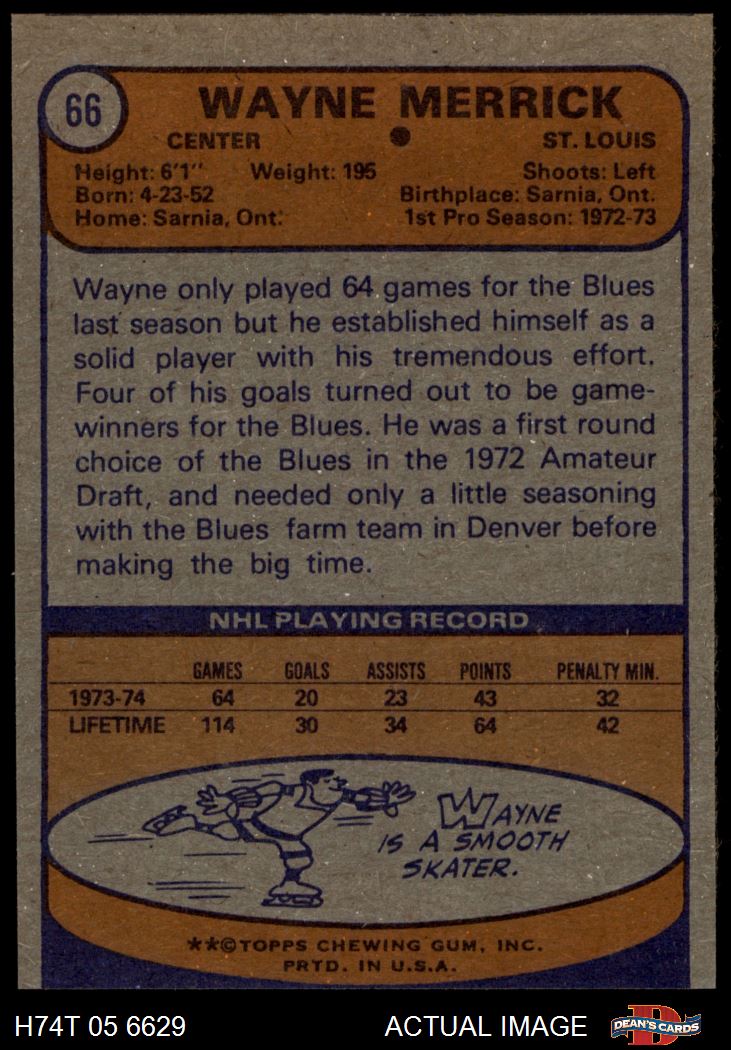 66
WAYNE MERRICK
CENTER ● ST. LOUIS
Height: 6'1" Weight: 195 Shoots: Left
Born: 4-23-52 Birthplace: Sarnia, Ont.
Home: Sarnia, Ont. 1st Pro Season: 1972-73
Wayne only played 64 games for the Blues
last season but he established himself as a
solid player with his tremendous effort.
Four of his goals turned out to be game-
winners for the Blues. He was a first round
choice of the Blues in the 1972 Amateur
Draft, and needed only a little seasoning
with the Blues farm team in Denver before
making the big time.
NHL PLAYING RECORD
GAMES GOALS ASSISTS POINTS PENALTY MIN.
1973-74 64 20 23 43 32
LIFETIME 114 30 34 64 42
WAYNE
IS A SMOOTH
SKATER.
**©TOPPS CHEWING GUM, INC.
PRTD. IN U.S.A.
H74T 05 6629 ACTUAL IMAGE
D
DEAN'S CARDS